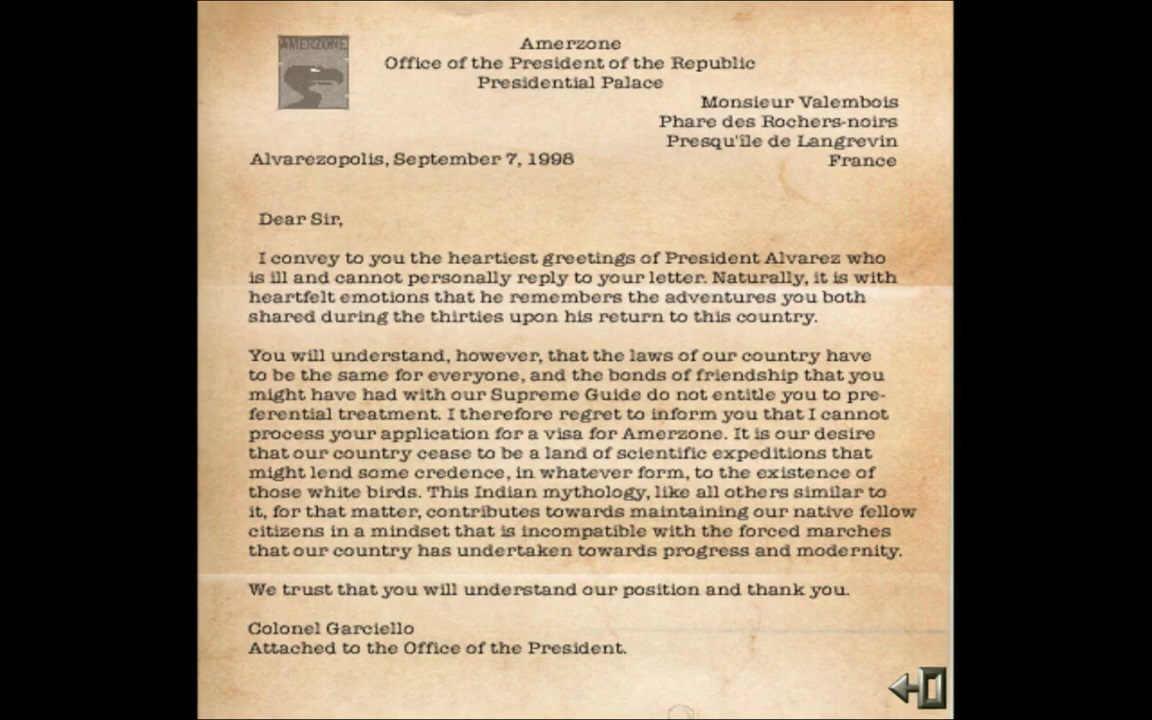 AMERZONE
Amerzone
Office of the President of the Republic
Presidential Palace
Monsieur Valembois
Phare des Rochers-noirs
Presqu'île de Langrevin
France
Alvarezopolis, September 7, 1998
Dear Sir,
I convey to you the heartiest greetings of President Alvarez who
is ill and cannot personally reply to your letter. Naturally, it is with
heartfelt emotions that he remembers the adventures you both
shared during the thirties upon his return to this country.
You will understand, however, that the laws of our country have
to be the same for everyone, and the bonds of friendship that you
might have had with our Supreme Guide do not entitle you to pre-
ferential treatment. I therefore regret to inform you that I cannot
process your application for a visa for Amerzone. It is our desire
that our country cease to be a land of scientific expeditions that
might lend some credence, in whatever form, to the existence of
those white birds. This Indian mythology, like all others similar to
it, for that matter, contributes towards maintaining our native fellow
citizens in a mindset that is incompatible with the forced marches
that our country has undertaken towards progress and modernity.
We trust that you will understand our position and thank you.
Colonel Garciello
Attached to the Office of the President.